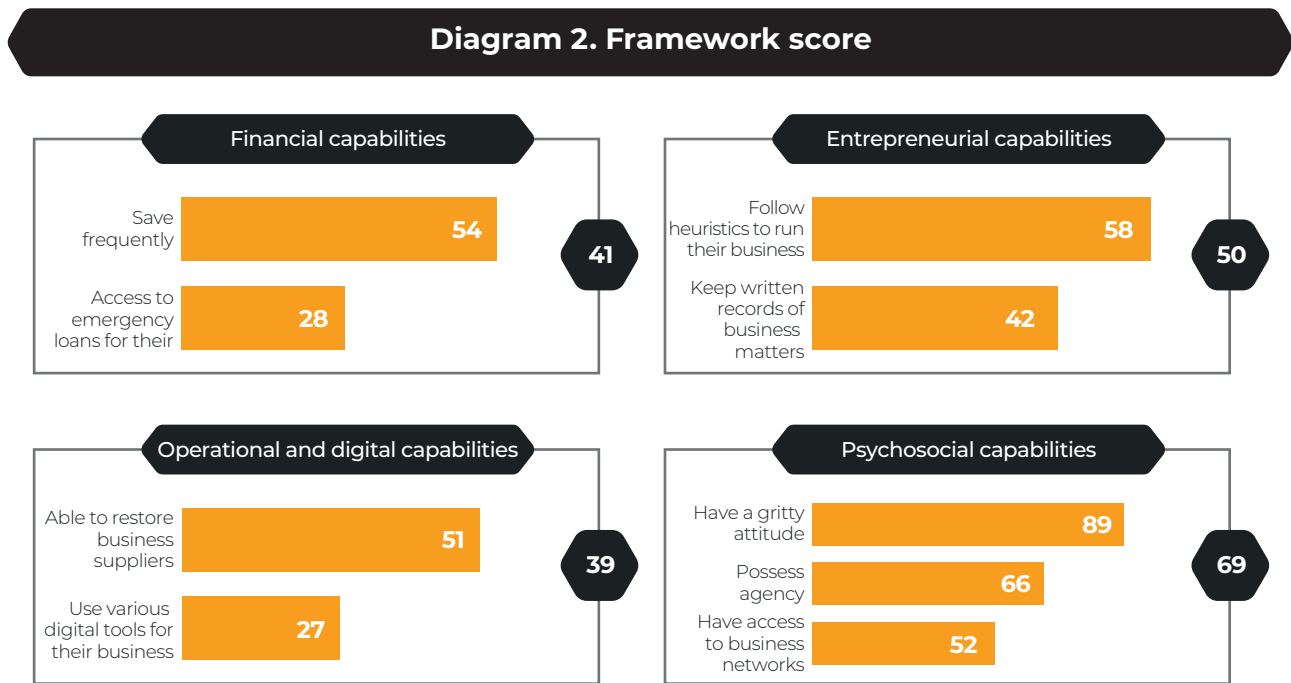 Diagram 2. Framework score
Financial capabilities
Save
frequently
54
Access to
emergency
loans for their
28
41
Entrepreneurial capabilities
Follow
heuristics to run
their business
58
Keep written
records of
business
matters
42
50
Operational and digital capabilities
Able to restore
business
suppliers
51
Use various
digital tools for
their business
27
39
Psychosocial capabilities
Have a gritty
attitude
89
Possess
agency
66
Have access
to business
networks
52
69